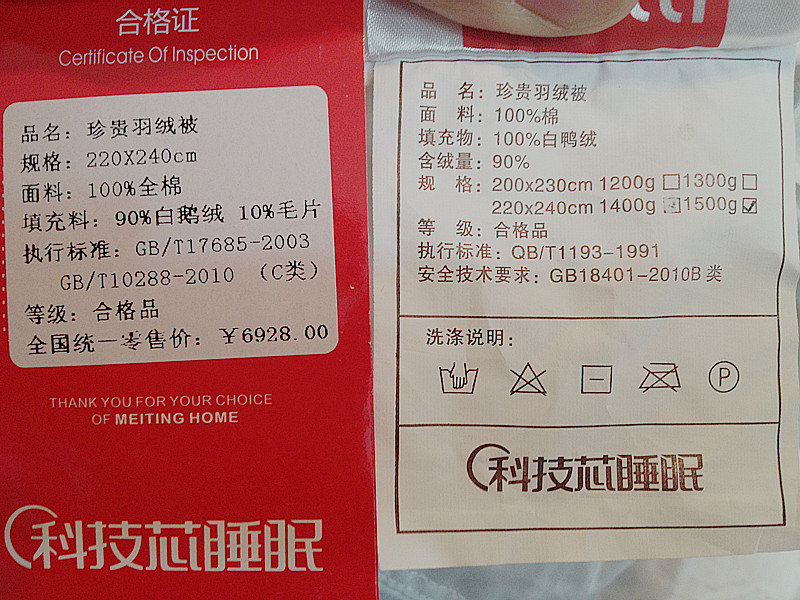 合格证
Certificate Of Inspection
品名：珍贵羽绒被
规格：220X240cm
面料：100%全棉
填充料：90%白鹅绒 10%毛片
执行标准：GB/T17685-2003
GB/T10288-2010 （C类）
等级：合格品
全国统一零售价：￥6928.00
THANK YOU FOR YOUR CHOICE
OF MEITING HOME
科技芯睡眠
品 名：珍贵羽绒被
面 料：100%棉
填充物：100%白鸭绒
含绒量：90%
规 格：200x230cm 1200g □1300g□
220x240cm 1400g □1500g☑
等 级：合格品
执行标准：QB/T1193-1991
安全技术要求：GB18401-2010B 类
洗涤说明：
P
科技芯睡眠